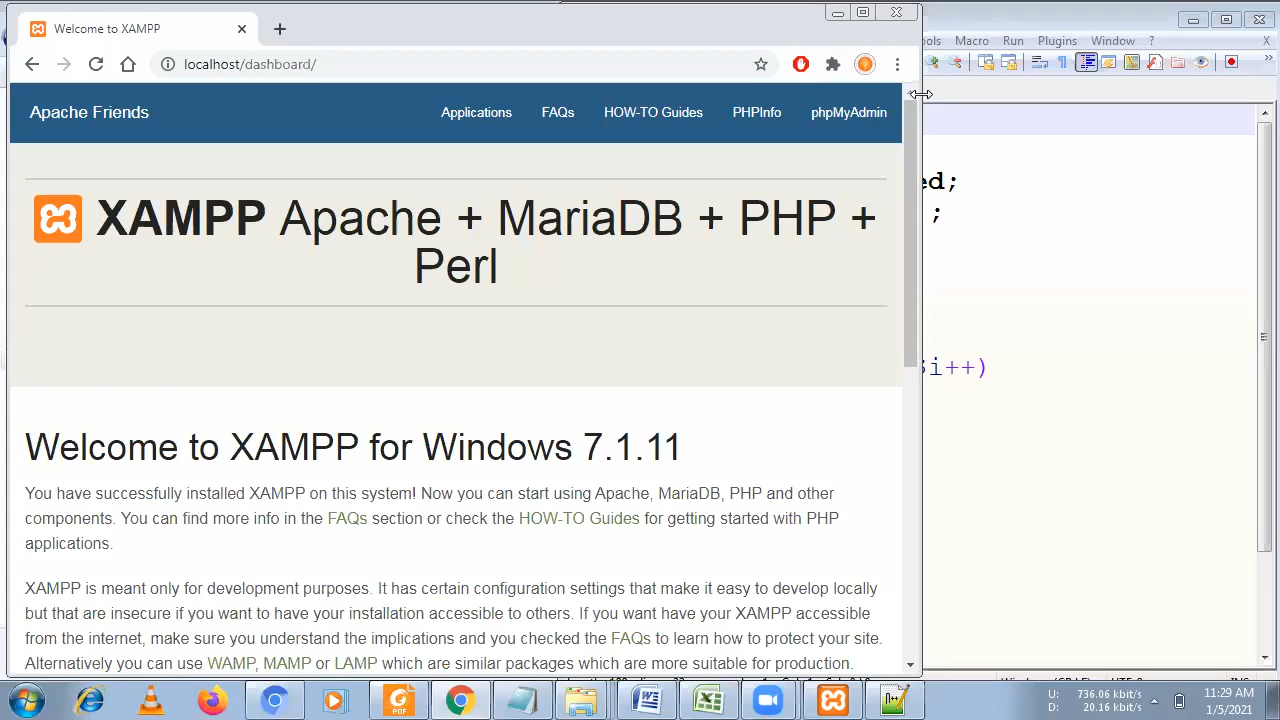 Welcome to XAMPP
localhost/dashboard/
ols Macro Run Plugins Window ? X
Apache Friends
Applications FAQs HOW-TO Guides PHPInfo phpMyAdmin
ed;
;
XAMPP Apache + MariaDB + PHP +
Perl
i++)
Welcome to XAMPP for Windows 7.1.11
You have successfully installed XAMPP on this system! Now you can start using Apache, MariaDB, PHP and other
components. You can find more info in the FAQs section or check the HOW-TO Guides for getting started with PHP
applications.
XAMPP is meant only for development purposes. It has certain configuration settings that make it easy to develop locally
but that are insecure if you want to have your installation accessible to others. If you want have your XAMPP accessible
from the internet, make sure you understand the implications and you checked the FAQs to learn how to protect your site.
Alternatively you can use WAMP, MAMP or LAMP which are similar packages which are more suitable for production.
PDF
U: 736.06 kbit/s
D: 20.16 kbit/s
11:29 AM
1/5/2021